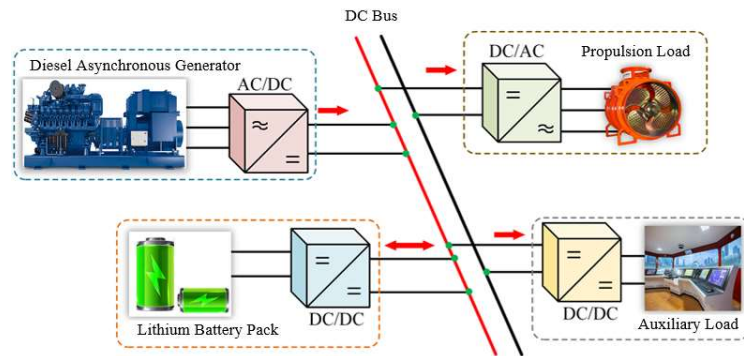 DC Bus
Diesel Asynchronous Generator
AC/DC
DC/AC
Propulsion Load
Lithium Battery Pack
DC/DC
DC/DC
Auxiliary Load